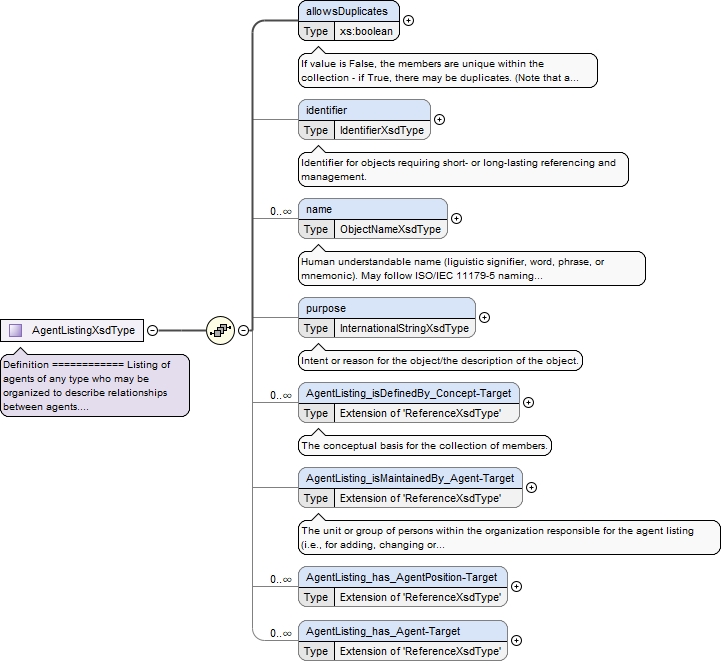 allowsDuplicates
Type xs:boolean
If value is False, the members are unique within the
collection - if True, there may be duplicates. (Note that a...
identifier
Type IdentifierXsdType
Identifier for objects requiring short- or long-lasting referencing and
management.
0..∞
name
Type ObjectNameXsdType
Human understandable name (liguistic signifier, word, phrase, or
mnemonic). May follow ISO/IEC 11179-5 naming...
purpose
Type InternationalStringXsdType
Intent or reason for the object/the description of the object.
AgentListingXsdType
Definition ============ Listing of
agents of any type who may be
organized to describe relationships
between agents....
0..∞
AgentListing_isDefinedBy_Concept-Target
Type Extension of 'ReferenceXsdType'
The conceptual basis for the collection of members.
AgentListing_isMaintainedBy_Agent-Target
Type Extension of 'ReferenceXsdType'
The unit or group of persons within the organization responsible for the agent listing
(i.e., for adding, changing or...
0..∞
AgentListing_has_AgentPosition-Target
Type Extension of 'ReferenceXsdType'
0..∞
AgentListing_has_Agent-Target
Type Extension of 'ReferenceXsdType'